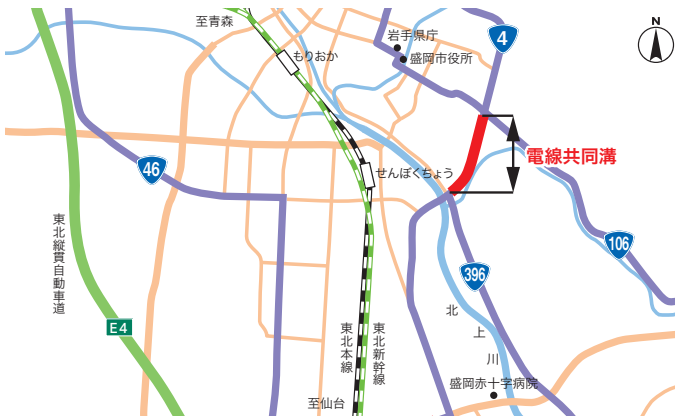 至青森
岩手県庁
盛岡市役所
もりおか
4
N
電線共同溝
せんぼくちょう
46
東北縦貫自動車道
106
396
E4
北上川
東北本線
東北新幹線
盛岡赤十字病院
至仙台